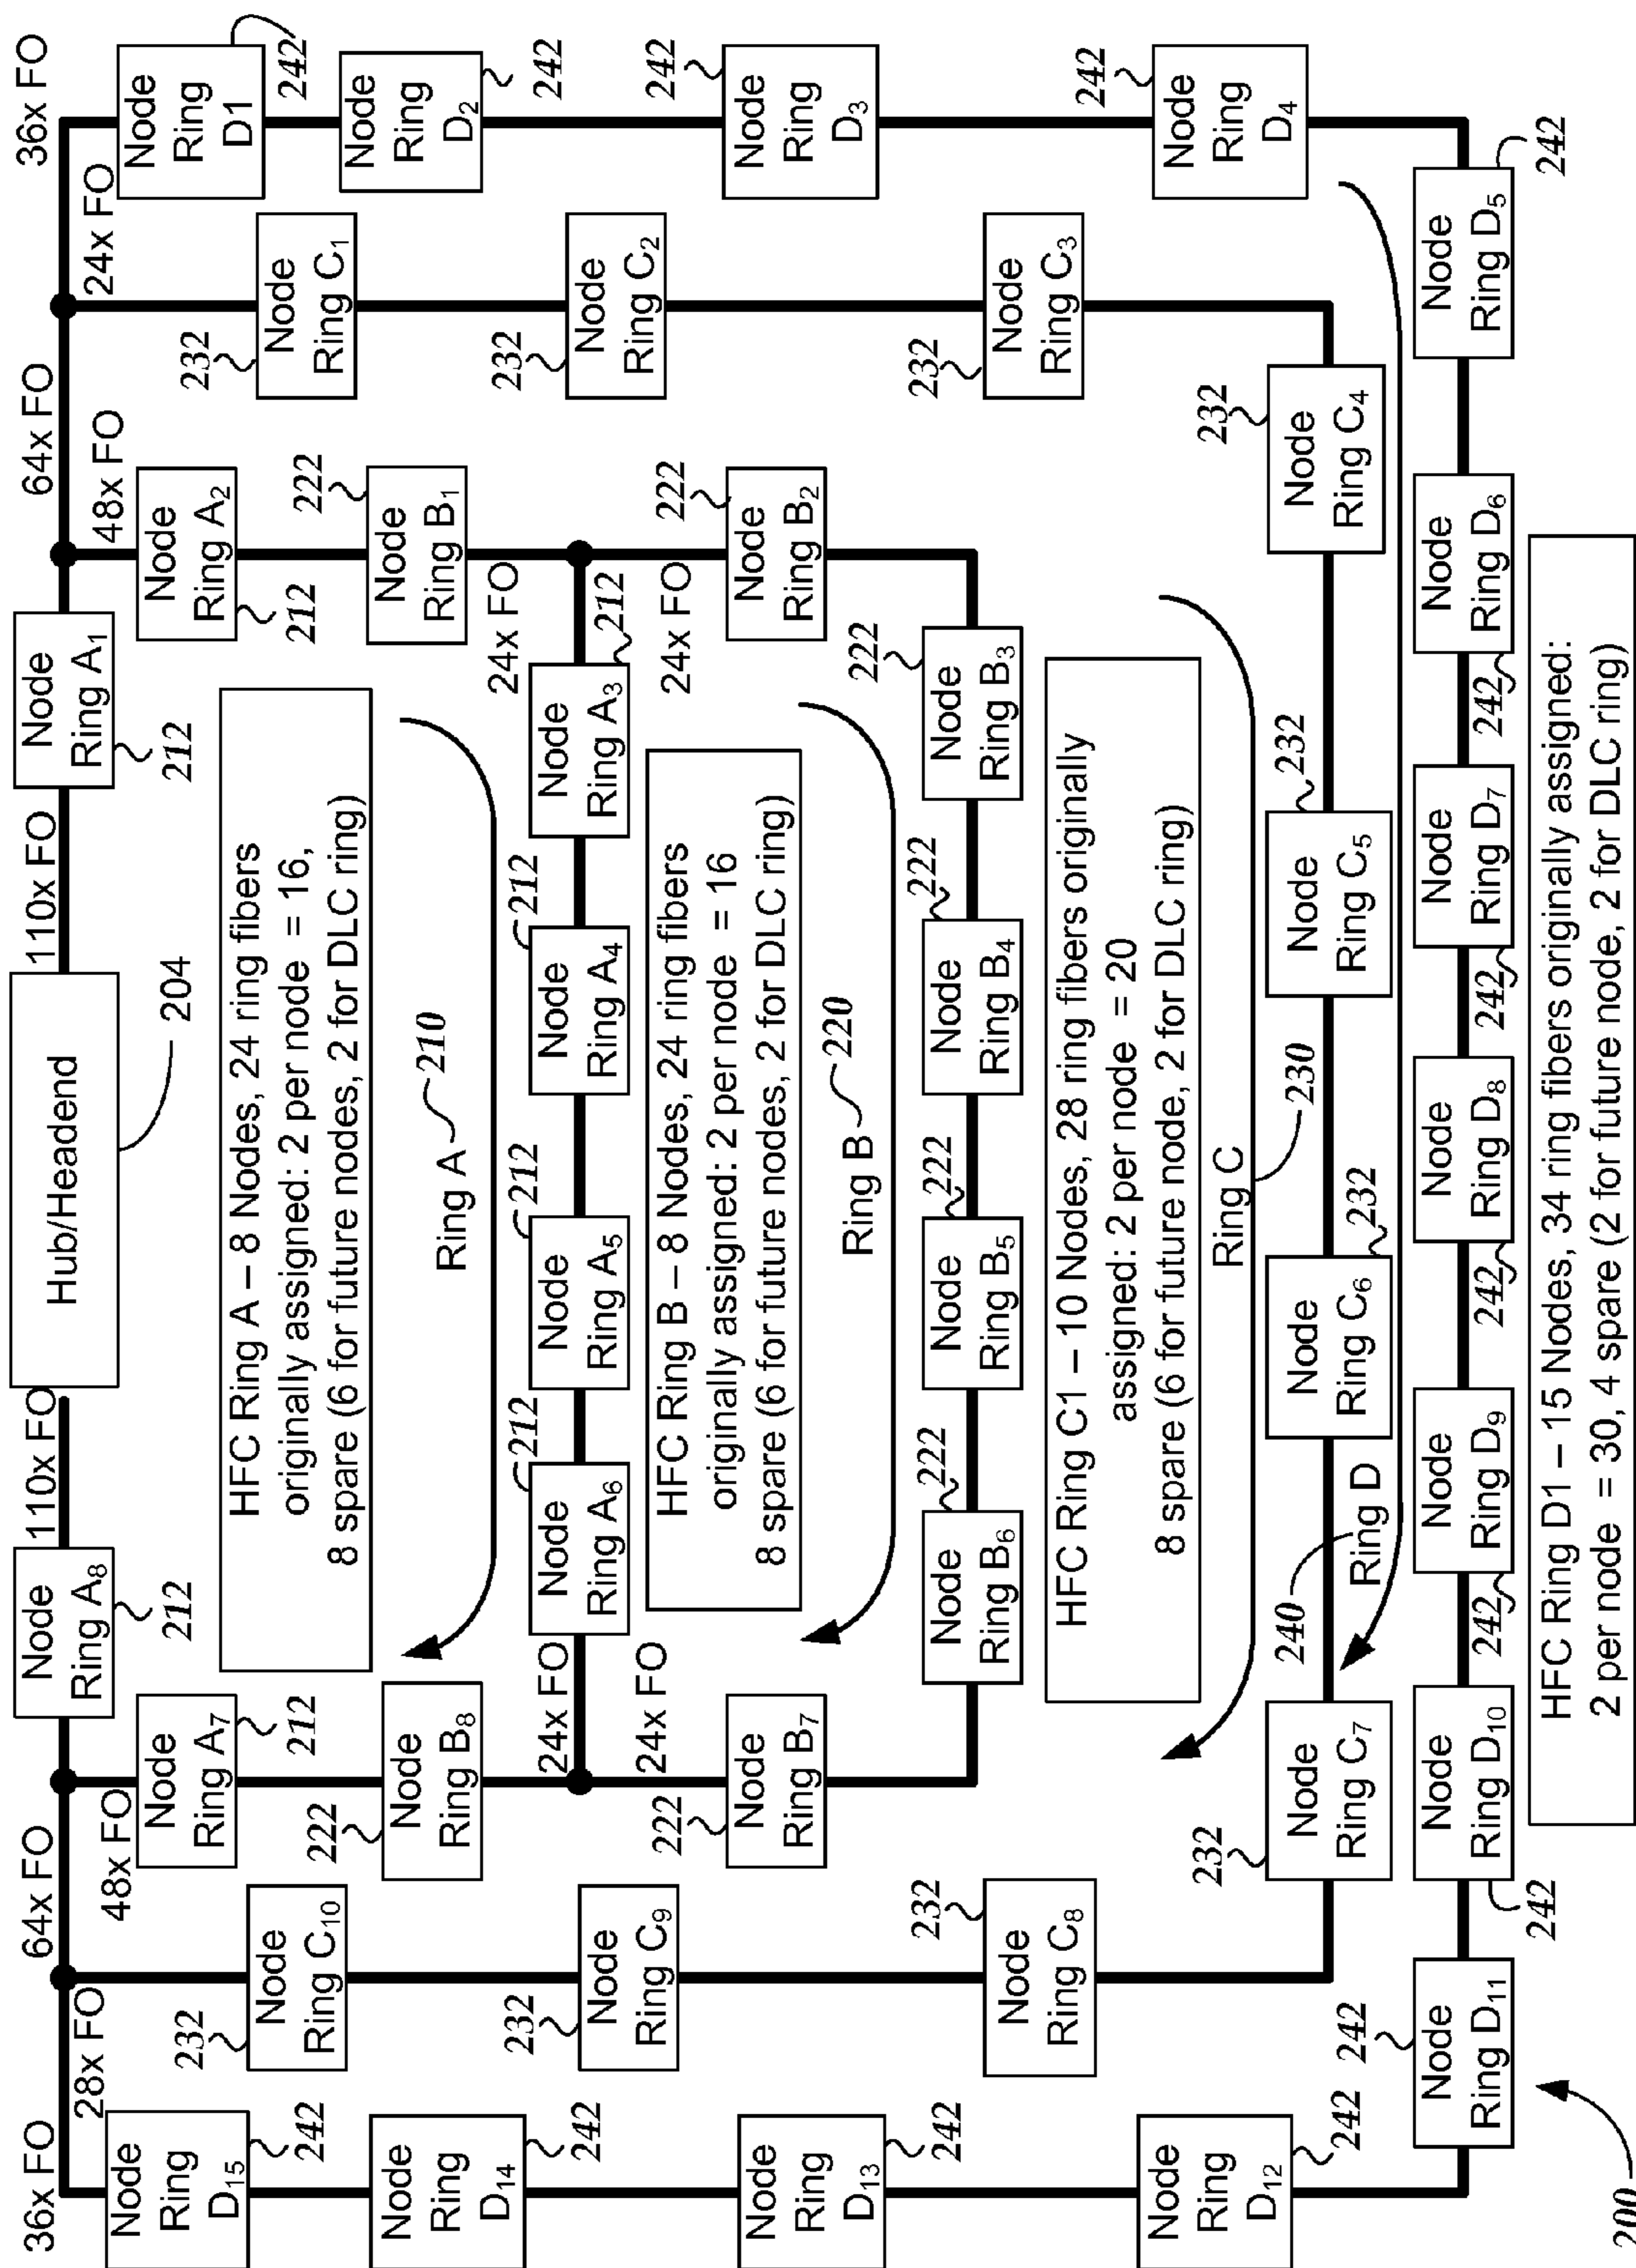 36x FO
64x FO
110x FO
Hub/Headend
110x FO
64x FO
36x FO
Node
Ring A8
Node
Ring A1
28x FO
48x FO
204
48x FO
24x FO
212
212
Node
Ring
D15
242
Node
Ring C10
232
Node
Ring A7
212
Node
Ring A2
212
Node
Ring C1
232
Node
Ring
D1
242
HFC Ring A – 8 Nodes, 24 ring fibers
originally assigned: 2 per node = 16,
8 spare (6 for future nodes, 2 for DLC ring)
Ring A
210
Node
Ring
D14
242
Node
Ring B8
222
Node
Ring B1
222
Node
Ring
D2
242
24x FO
24x FO
Node
Ring C9
232
Node
Ring A6
212
Node
Ring A5
212
Node
Ring A4
212
Node
Ring A3
212
Node
Ring C2
232
24x FO
24x FO
HFC Ring B – 8 Nodes, 24 ring fibers
originally assigned: 2 per node = 16
8 spare (6 for future nodes, 2 for DLC ring)
Ring B
220
Node
Ring
D13
242
Node
Ring B7
222
Node
Ring B2
222
Node
Ring
D3
242
Node
Ring B6
222
Node
Ring B5
222
Node
Ring B4
222
Node
Ring B3
222
Node
Ring C8
232
Node
Ring C3
232
HFC Ring C1 – 10 Nodes, 28 ring fibers originally
assigned: 2 per node = 20
8 spare (6 for future node, 2 for DLC ring)
Ring C
230
Node
Ring
D12
242
Node
Ring
D4
242
Node
Ring C7
232
Node
Ring C6
232
Node
Ring C5
232
Node
Ring C4
232
240
Ring D
Node
Ring D11
242
Node
Ring D10
242
Node
Ring D9
242
Node
Ring D8
242
Node
Ring D7
242
Node
Ring D6
242
Node
Ring D5
242
HFC Ring D1 – 15 Nodes, 34 ring fibers originally assigned:
2 per node = 30, 4 spare (2 for future node, 2 for DLC ring)
200